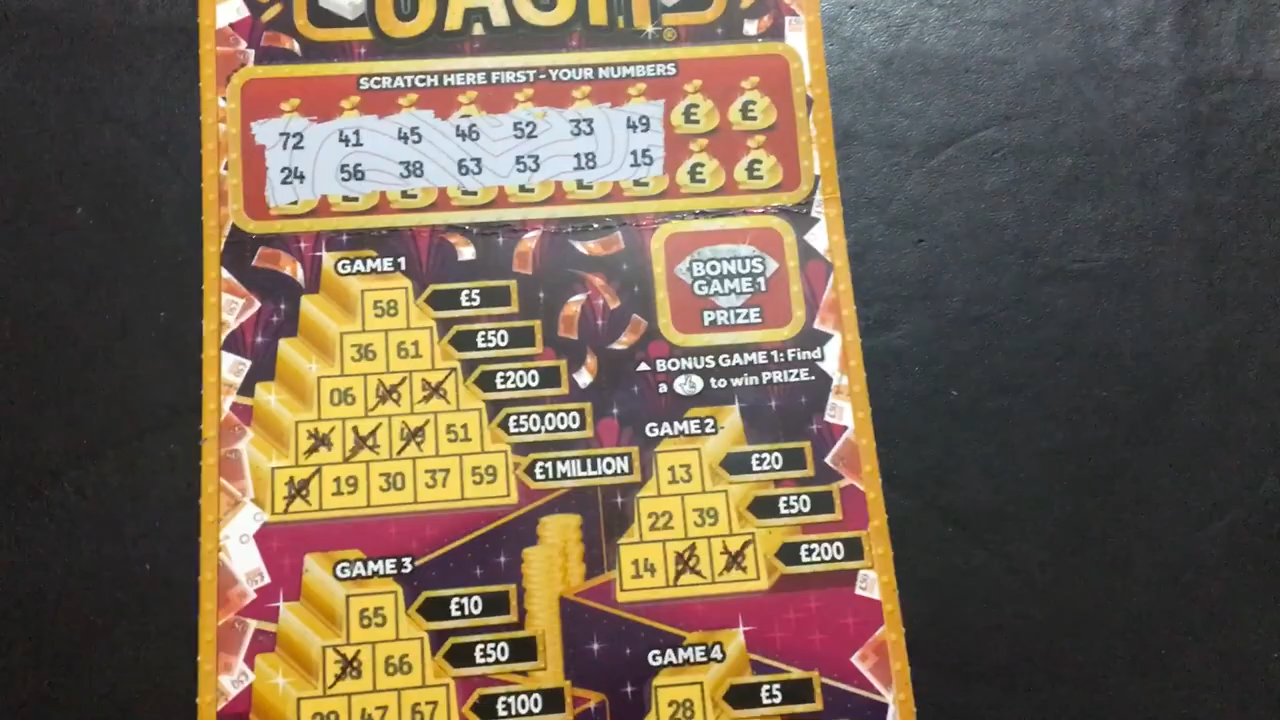 CASH
SCRATCH HERE FIRST - YOUR NUMBERS
72 41 45 46 52 33 49 £ £
24 56 38 63 53 18 15 £ £
GAME 1
58 £5
36 61 £50
06 £200
51 £50,000
19 30 37 59 £1 MILLION
BONUS
GAME 1
PRIZE
BONUS GAME 1: Find
a to win PRIZE.
GAME 2
13 £20
22 39 £50
14 £200
GAME 3
65 £10
38 66 £50
47 67 £100
GAME 4
28 £5